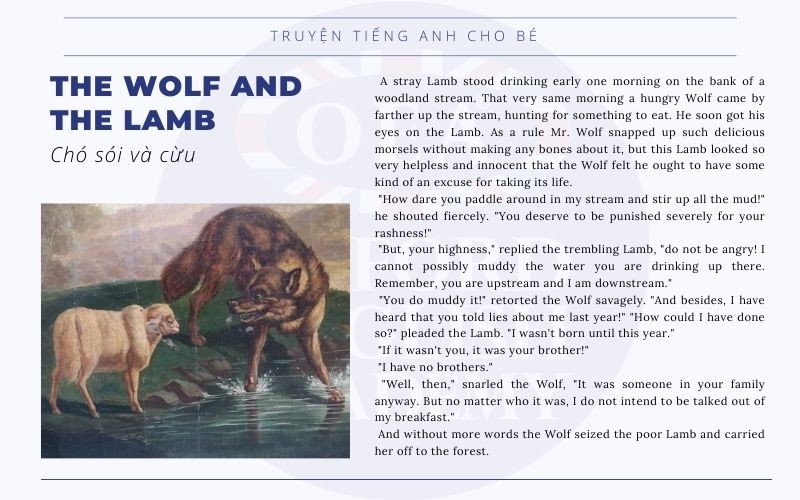 TRUYỆN TIẾNG ANH CHO BÉ
THE WOLF AND
THE LAMB
Chó sói và cừu
A stray Lamb stood drinking early one morning on the bank of a
woodland stream. That very same morning a hungry Wolf came by
farther up the stream, hunting for something to eat. He soon got his
eyes on the Lamb. As a rule Mr. Wolf snapped up such delicious
morsels without making any bones about it, but this Lamb looked so
very helpless and innocent that the Wolf felt he ought to have some
kind of an excuse for taking its life.
"How dare you paddle around in my stream and stir up all the mud!"
he shouted fiercely. "You deserve to be punished severely for your
rashness!"
"But, your highness," replied the trembling Lamb, "do not be angry! I
cannot possibly muddy the water you are drinking up there.
Remember, you are upstream and I am downstream."
"You do muddy it!" retorted the Wolf savagely. "And besides, I have
heard that you told lies about me last year!" "How could I have done
so?" pleaded the Lamb. "I wasn't born until this year."
"If it wasn't you, it was your brother!"
"I have no brothers."
"Well, then," snarled the Wolf, "It was someone in your family
anyway. But no matter who it was, I do not intend to be talked out of
my breakfast."
And without more words the Wolf seized the poor Lamb and carried
her off to the forest.